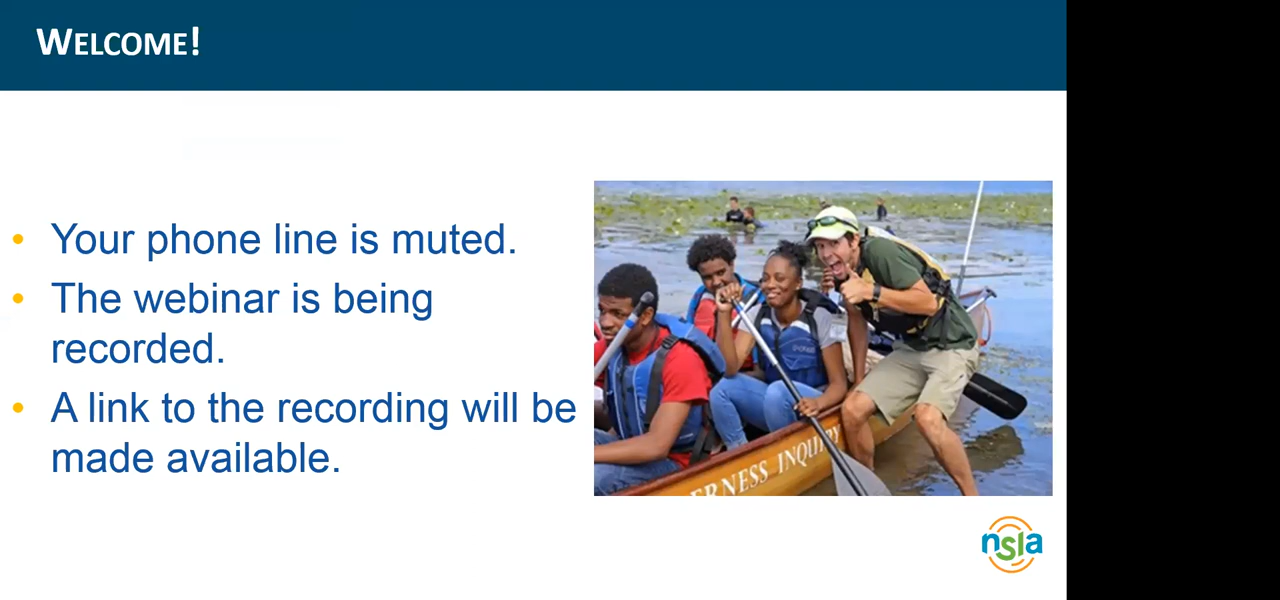 WELCOME!
• Your phone line is muted.
• The webinar is being
recorded.
• A link to the recording will be
made available.
ERNESS INQUIRY
nsla